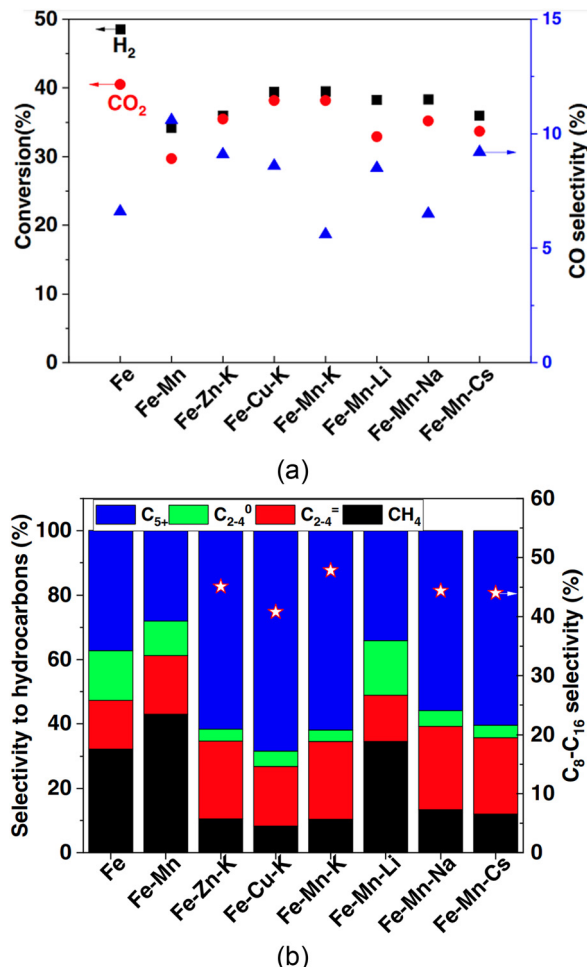 50
40
30
20
10
0
Conversion(%)
H₂
CO₂
15
10
5
0
CO selectivity (%)
Fe
Fe-Mn
Fe-Zn-K
Fe-Cu-K
Fe-Mn-K
Fe-Mn-Li
Fe-Mn-Na
Fe-Mn-Cs
(a)
C₅₊ C₂₋₄⁰ C₂₋₄⁼ CH₄
100
80
60
40
20
0
Selectivity to hydrocarbons (%)
60
50
40
30
20
10
0
C₈-C₁₆ selectivity (%)
Fe
Fe-Mn
Fe-Zn-K
Fe-Cu-K
Fe-Mn-K
Fe-Mn-Li
Fe-Mn-Na
Fe-Mn-Cs
(b)